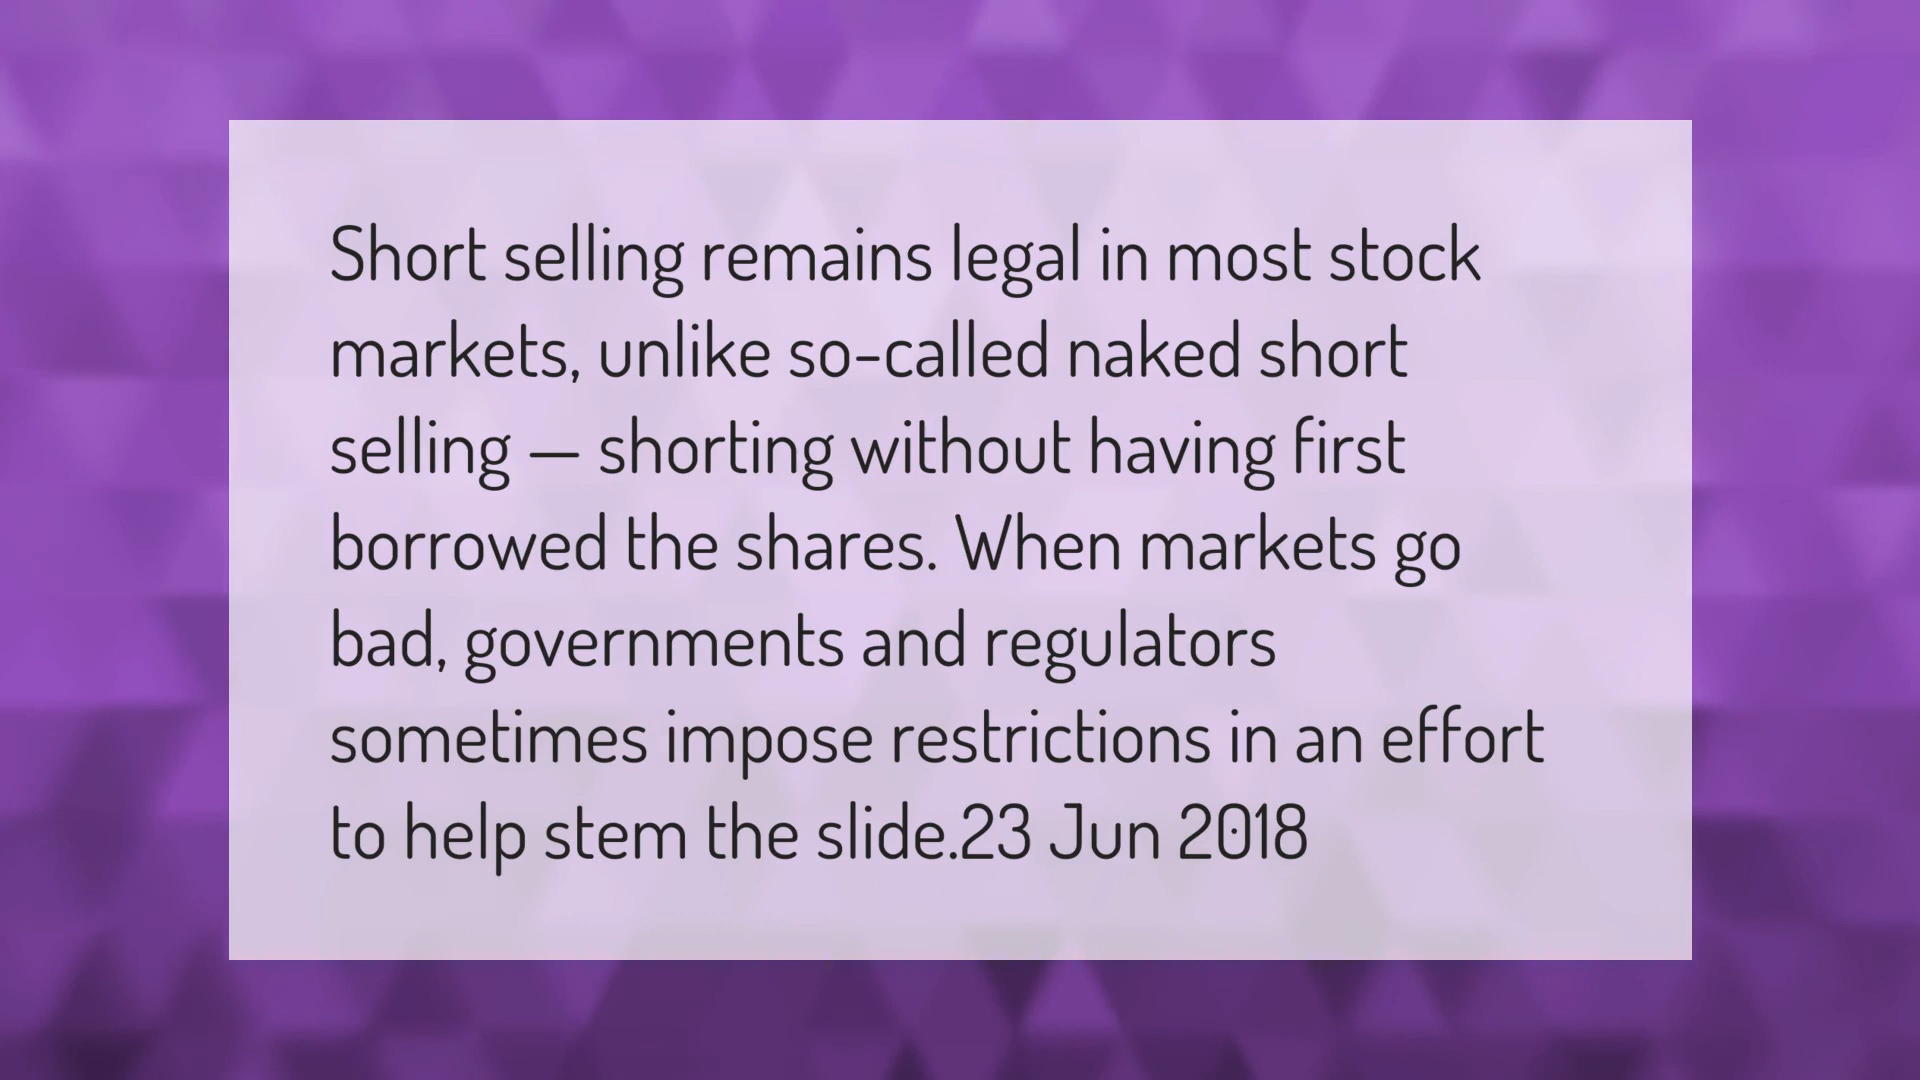 Short selling remains legal in most stock
markets, unlike so-called naked short
selling — shorting without having first
borrowed the shares. When markets go
bad, governments and regulators
sometimes impose restrictions in an effort
to help stem the slide.23 Jun 2018